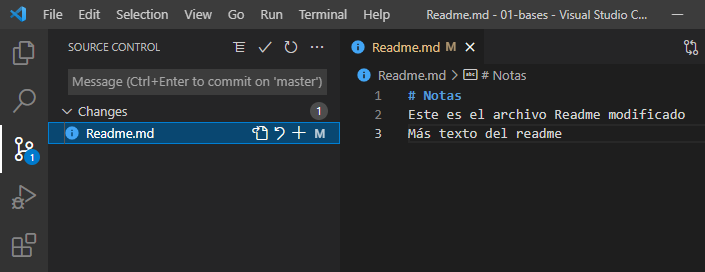 File Edit Selection View Go Run Terminal Help Readme.md - 01-bases - Visual Studio C...
SOURCE CONTROL
Message (Ctrl+Enter to commit on 'master')
Changes 1
Readme.md M
1
Readme.md M
Readme.md > abc # Notas
1 # Notas
2 Este es el archivo Readme modificado
3 Más texto del readme